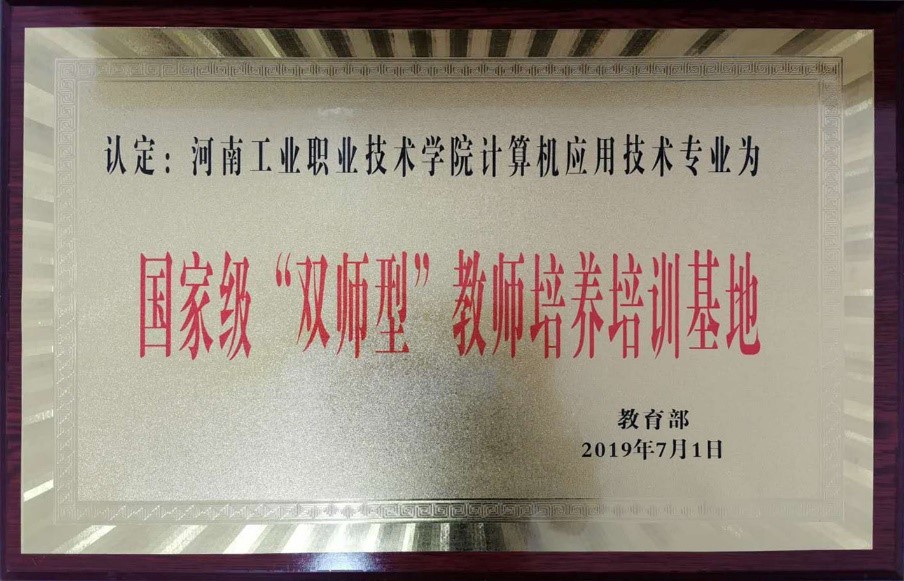 认定：河南工业职业技术学院计算机应用技术专业为
国家级“双师型”教师培养培训基地
教育部
2019年7月1日